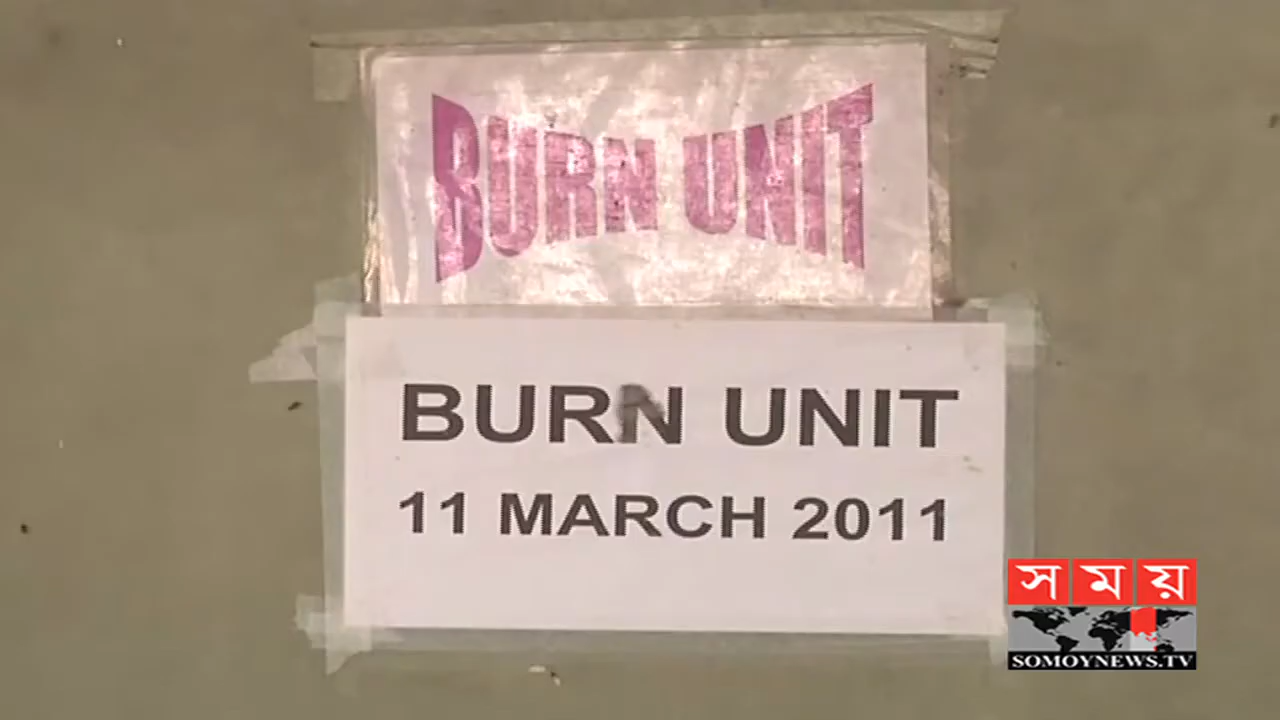 BURN UNIT
BURN UNIT
11 MARCH 2011
সময়
SOMOYNEWS.TV